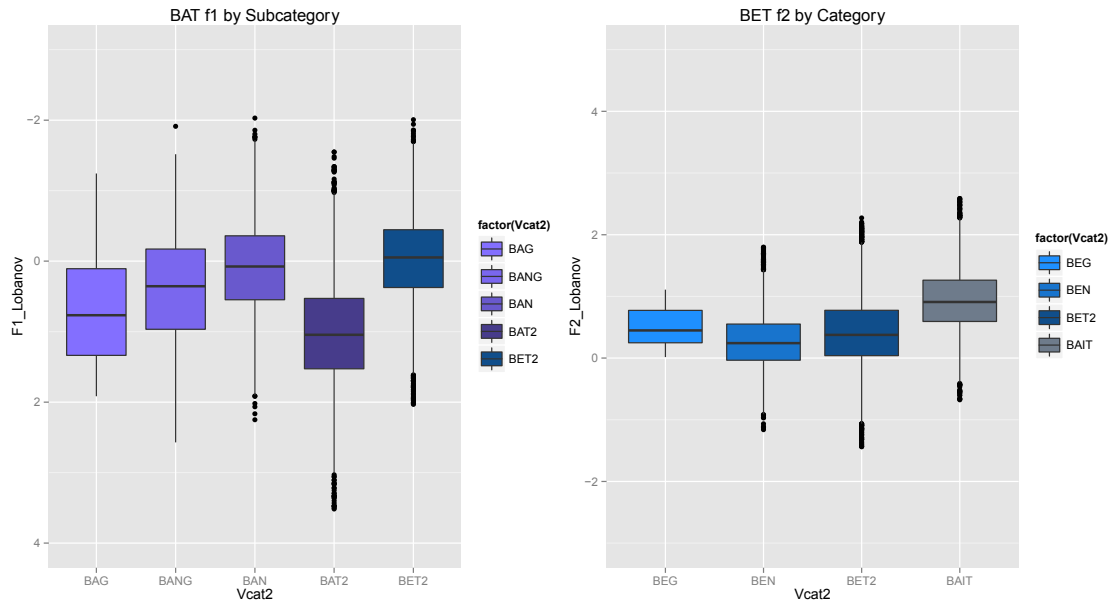 BAT f1 by Subcategory
−2
0
2
4
F1_Lobanov
BAG
BANG
BAN
BAT2
BET2
Vcat2
factor(Vcat2)
BAG
BANG
BAN
BAT2
BET2
BET f2 by Category
4
2
0
−2
F2_Lobanov
BEG
BEN
BET2
BAIT
Vcat2
factor(Vcat2)
BEG
BEN
BET2
BAIT